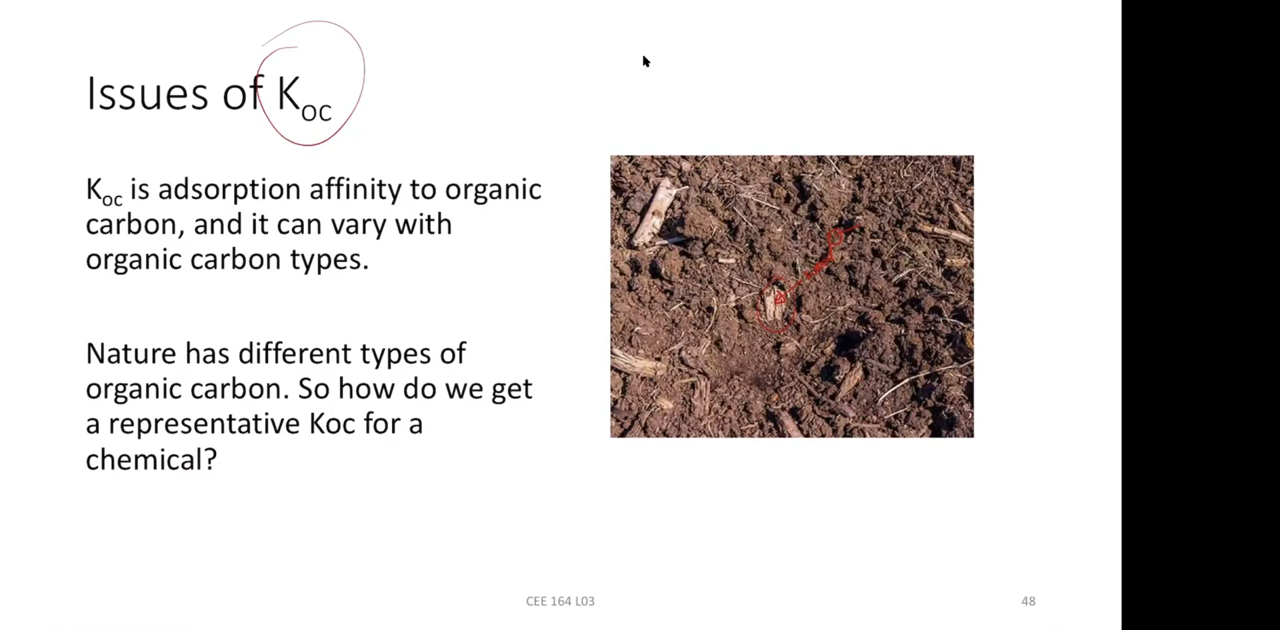 Issues of Koc
Koc is adsorption affinity to organic
carbon, and it can vary with
organic carbon types.
Nature has different types of
organic carbon. So how do we get
a representative Koc for a
chemical?
CEE 164 L03
48